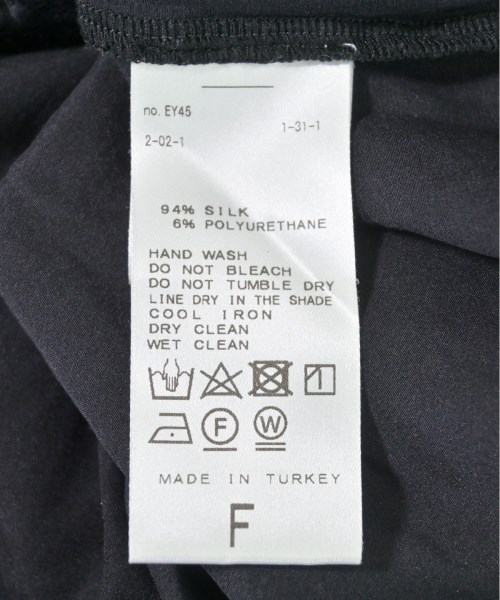 no. EY45
1-31-1
2-02-1
94% SILK
6% POLYURETHANE
HAND WASH
DO NOT BLEACH
DO NOT TUMBLE DRY
LINE DRY IN THE SHADE
COOL IRON
DRY CLEAN
WET CLEAN
F W
MADE IN TURKEY
F